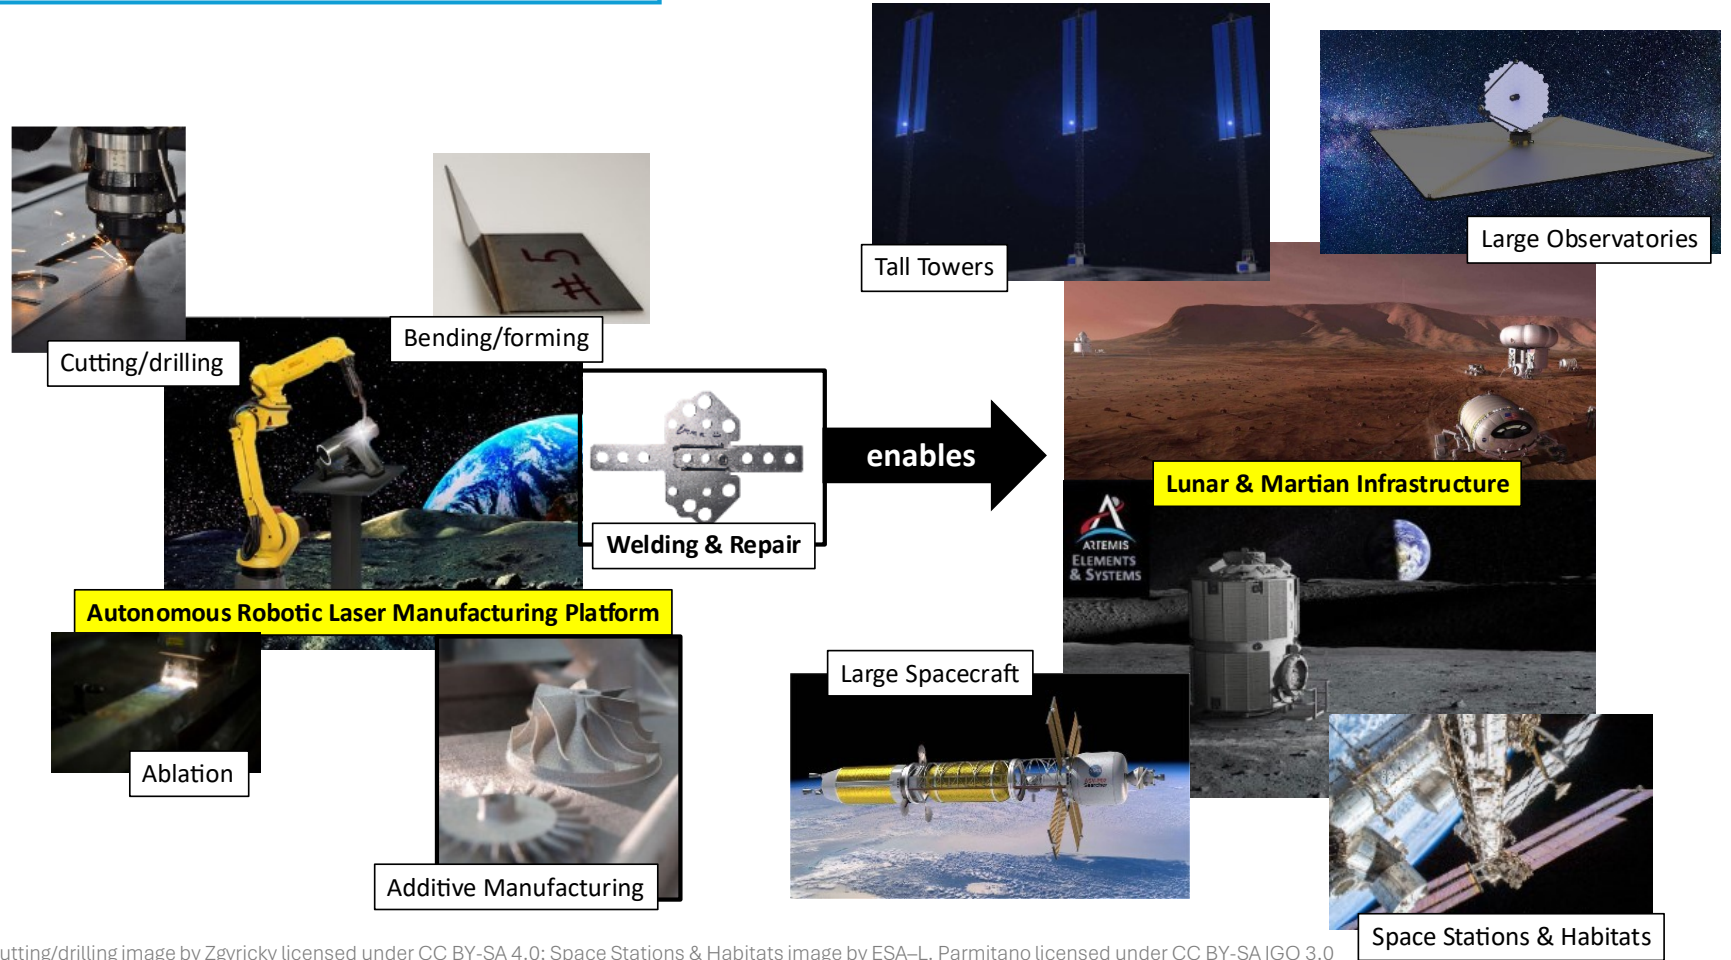 Tall Towers
Large Observatories
Cutting/drilling
#5
Bending/forming
enables
Welding & Repair
Lunar & Martian Infrastructure
ARTEMIS
ELEMENTS
& SYSTEMS
Autonomous Robotic Laser Manufacturing Platform
Large Spacecraft
Ablation
Additive Manufacturing
Space Stations & Habitats
utting/drilling image by Zgvricky licensed under CC BY-SA 4.0; Space Stations & Habitats image by ESA–L. Parmitano licensed under CC BY-SA IGO 3.0